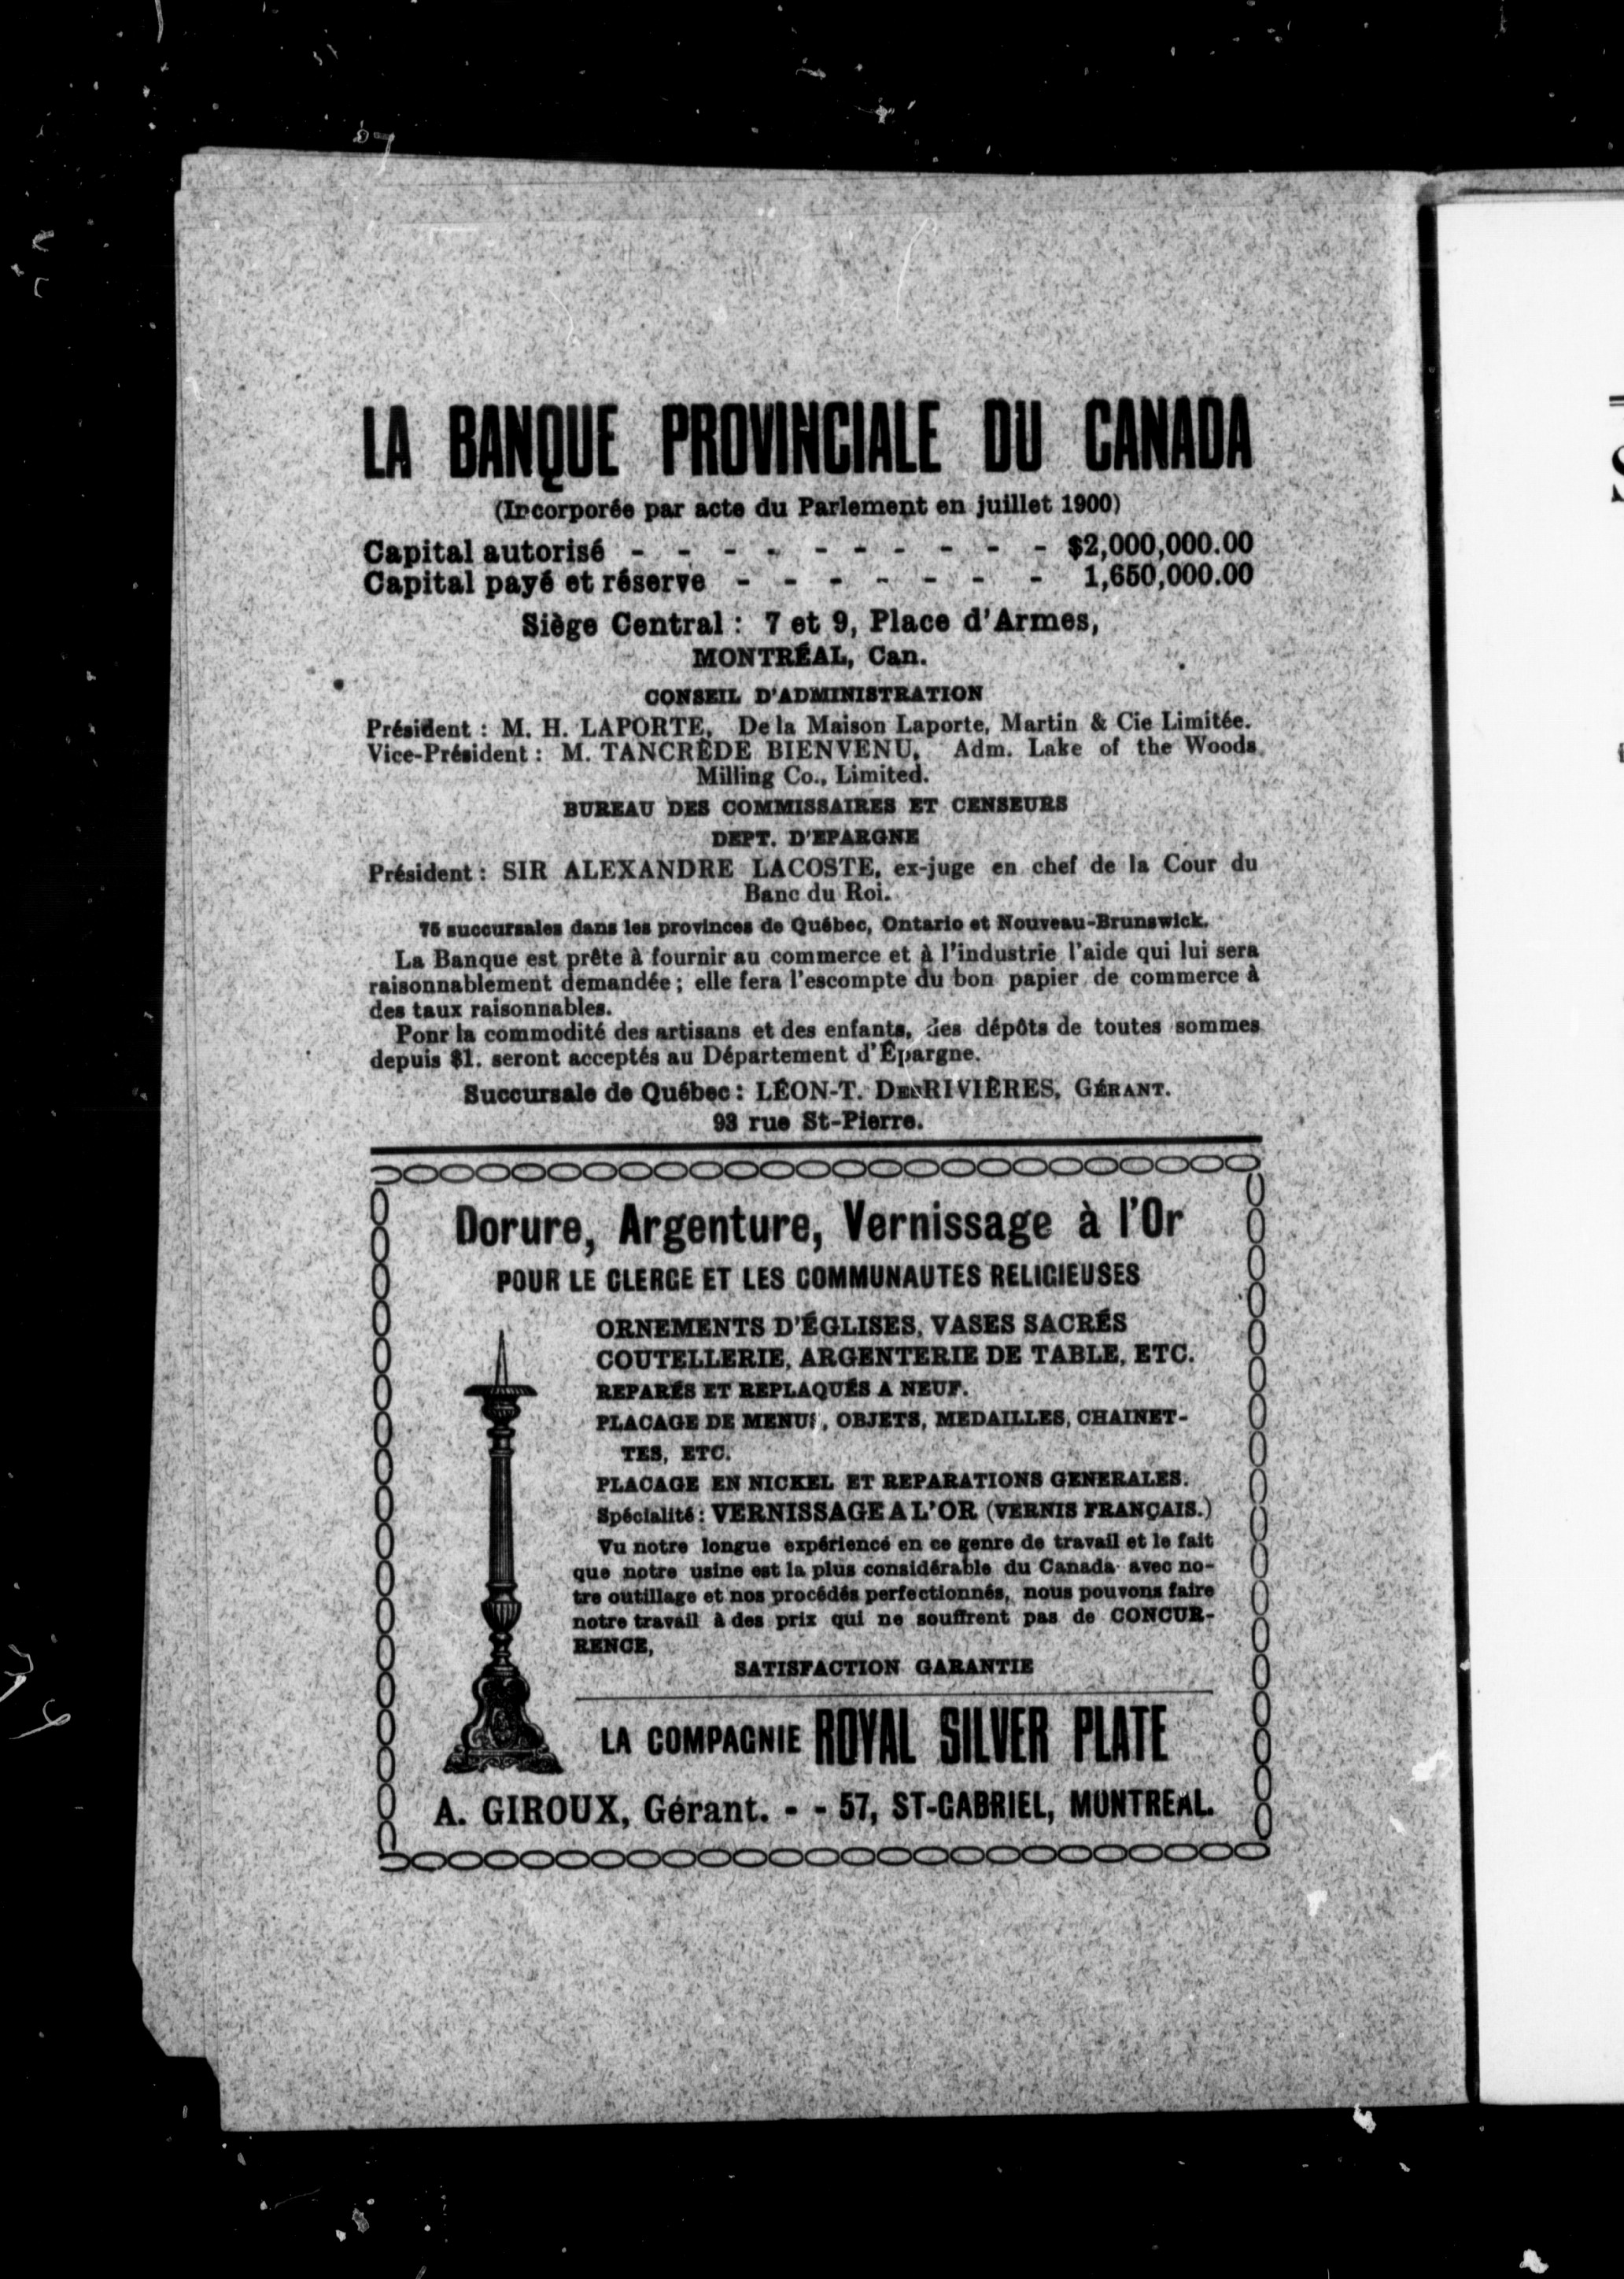 LA BANQUE PROVINCIALE DU CANADA
(Incorporée par acte du Parlement en juillet 1900)
Capital autorisé - - - - - - - - - - $2,000,000.00
Capital payé et réserve - - - - - - - 1,650,000.00
Siège Central : 7 et 9, Place d'Armes,
MONTRÉAL, Can.
CONSEIL D'ADMINISTRATION
Président : M. H. LAPORTE, De la Maison Laporte, Martin & Cie Limitée.
Vice-Président : M. TANCRÈDE BIENVENU, Adm. Lake of the Woods
Milling Co., Limited.
BUREAU DES COMMISSAIRES ET CENSEURS
DEPT. D'EPARGNE
Président : SIR ALEXANDRE LACOSTE, ex-juge en chef de la Cour du
Banc du Roi.
75 succursales dans les provinces de Québec, Ontario et Nouveau-Brunswick.
La Banque est prête à fournir au commerce et à l'industrie l'aide qui lui sera
raisonnablement demandée ; elle fera l'escompte du bon papier de commerce à
des taux raisonnables.
Ponr la commodité des artisans et des enfants, des dépôts de toutes sommes
depuis $1. seront acceptés au Département d'Épargne.
Succursale de Québec : LÉON-T. DesRIVIÈRES, GÉRANT.
93 rue St-Pierre.
Dorure, Argenture, Vernissage à l'Or
POUR LE CLERGE ET LES COMMUNAUTES RELIGIEUSES
ORNEMENTS D'ÉGLISES, VASES SACRÉS
COUTELLERIE, ARGENTERIE DE TABLE, ETC.
REPARÉS ET REPLAQUÉS A NEUF.
PLACAGE DE MENUS, OBJETS, MEDAILLES, CHAINET-
TES, ETC.
PLACAGE EN NICKEL ET REPARATIONS GENERALES.
Spécialité : VERNISSAGE A L'OR (VERNIS FRANÇAIS.)
Vu notre longue expériencé en ce genre de travail et le fait
que notre usine est la plus considérable du Canada avec no-
tre outillage et nos procédés perfectionnés, nous pouvons faire
notre travail à des prix qui ne souffrent pas de CONCUR-
RENCE,
SATISFACTION GARANTIE
LA COMPAGNIE ROYAL SILVER PLATE
A. GIROUX, Gérant. - - 57, ST-GABRIEL, MONTREAL.